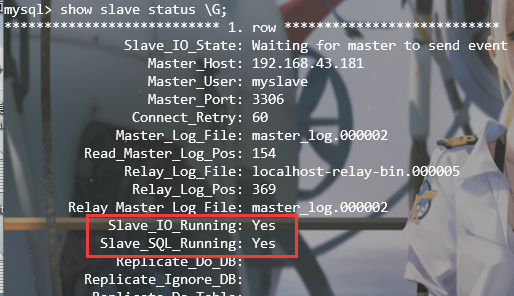 mysql> show slave status \G;
*************************** 1. row ***************************
Slave_IO_State: Waiting for master to send event
Master_Host: 192.168.43.181
Master_User: myslave
Master_Port: 3306
Connect_Retry: 60
Master_Log_File: master_log.000002
Read_Master_Log_Pos: 154
Relay_Log_File: localhost-relay-bin.000005
Relay_Log_Pos: 369
Relay_Master_Log_File: master_log.000002
Slave_IO_Running: Yes
Slave_SQL_Running: Yes
Replicate_Do_DB:
Replicate_Ignore_DB: